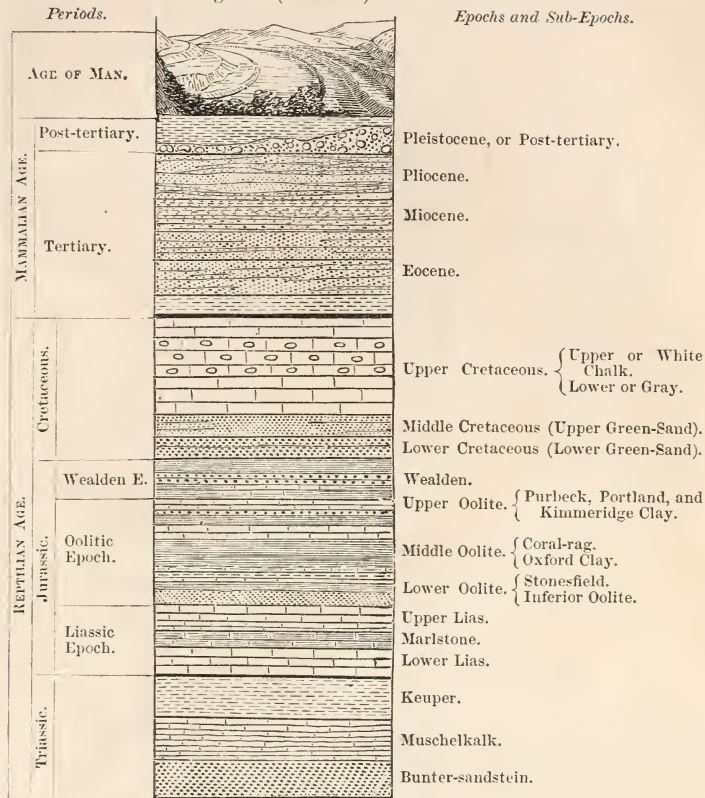 Periods.
Epochs and Sub-Epochs.
AGE OF MAN.
MAMMALIAN AGE.
Post-tertiary.
Pleistocene, or Post-tertiary.
Tertiary.
Pliocene.
Miocene.
Eocene.
REPTILIAN AGE.
Cretaceous.
Upper Cretaceous. { Upper or White
Chalk.
Lower or Gray.
Middle Cretaceous (Upper Green-Sand).
Lower Cretaceous (Lower Green-Sand).
Jurassic.
Wealden E.
Wealden.
Oolitic
Epoch.
Upper Oolite. { Purbeck, Portland, and
Kimmeridge Clay.
Middle Oolite. { Coral-rag.
Oxford Clay.
Lower Oolite. { Stonesfield.
Inferior Oolite.
Liassic
Epoch.
Upper Lias.
Marlstone.
Lower Lias.
Triassic.
Keuper.
Muschelkalk.
Bunter-sandstein.